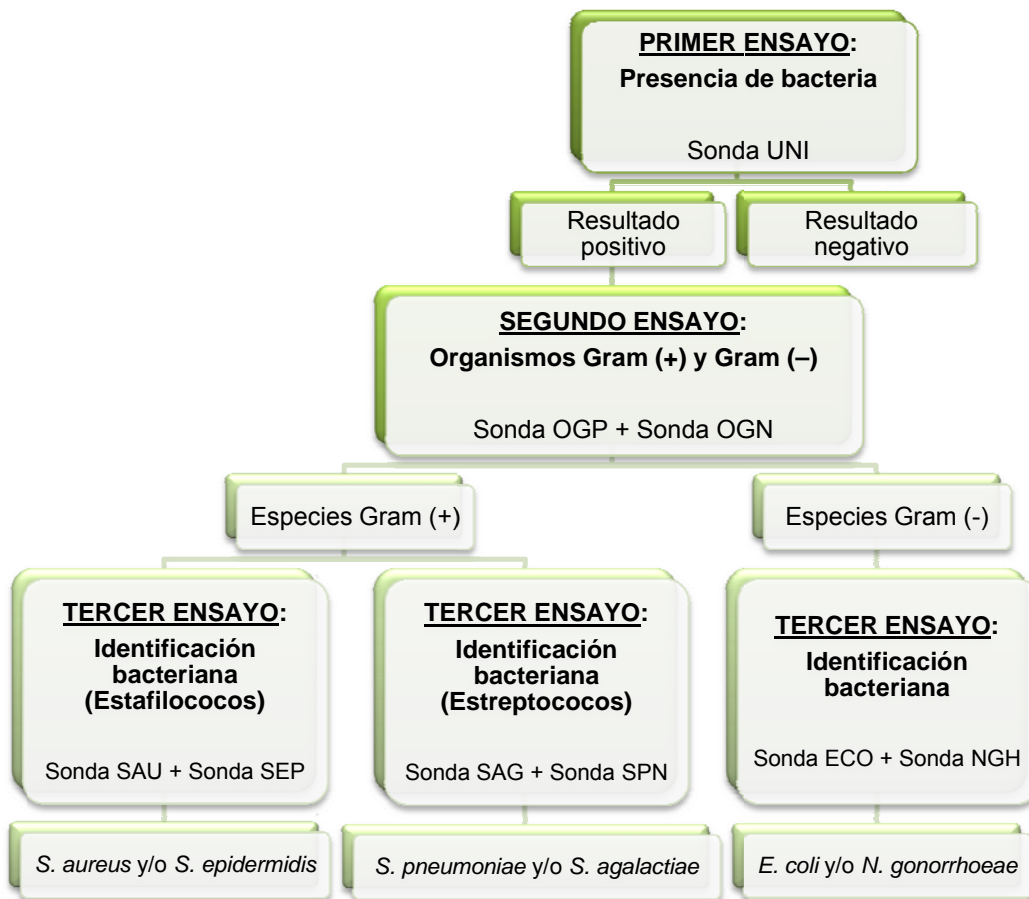 PRIMER ENSAYO:
Presencia de bacteria
Sonda UNI
Resultado
positivo
Resultado
negativo
SEGUNDO ENSAYO:
Organismos Gram (+) y Gram (–)
Sonda OGP + Sonda OGN
Especies Gram (+)
Especies Gram (-)
TERCER ENSAYO:
Identificación
bacteriana
(Estafilococos)
Sonda SAU + Sonda SEP
TERCER ENSAYO:
Identificación
bacteriana
(Estreptococos)
Sonda SAG + Sonda SPN
TERCER ENSAYO:
Identificación
bacteriana
Sonda ECO + Sonda NGH
S. aureus y/o S. epidermidis
S. pneumoniae y/o S. agalactiae
E. coli y/o N. gonorrhoeae